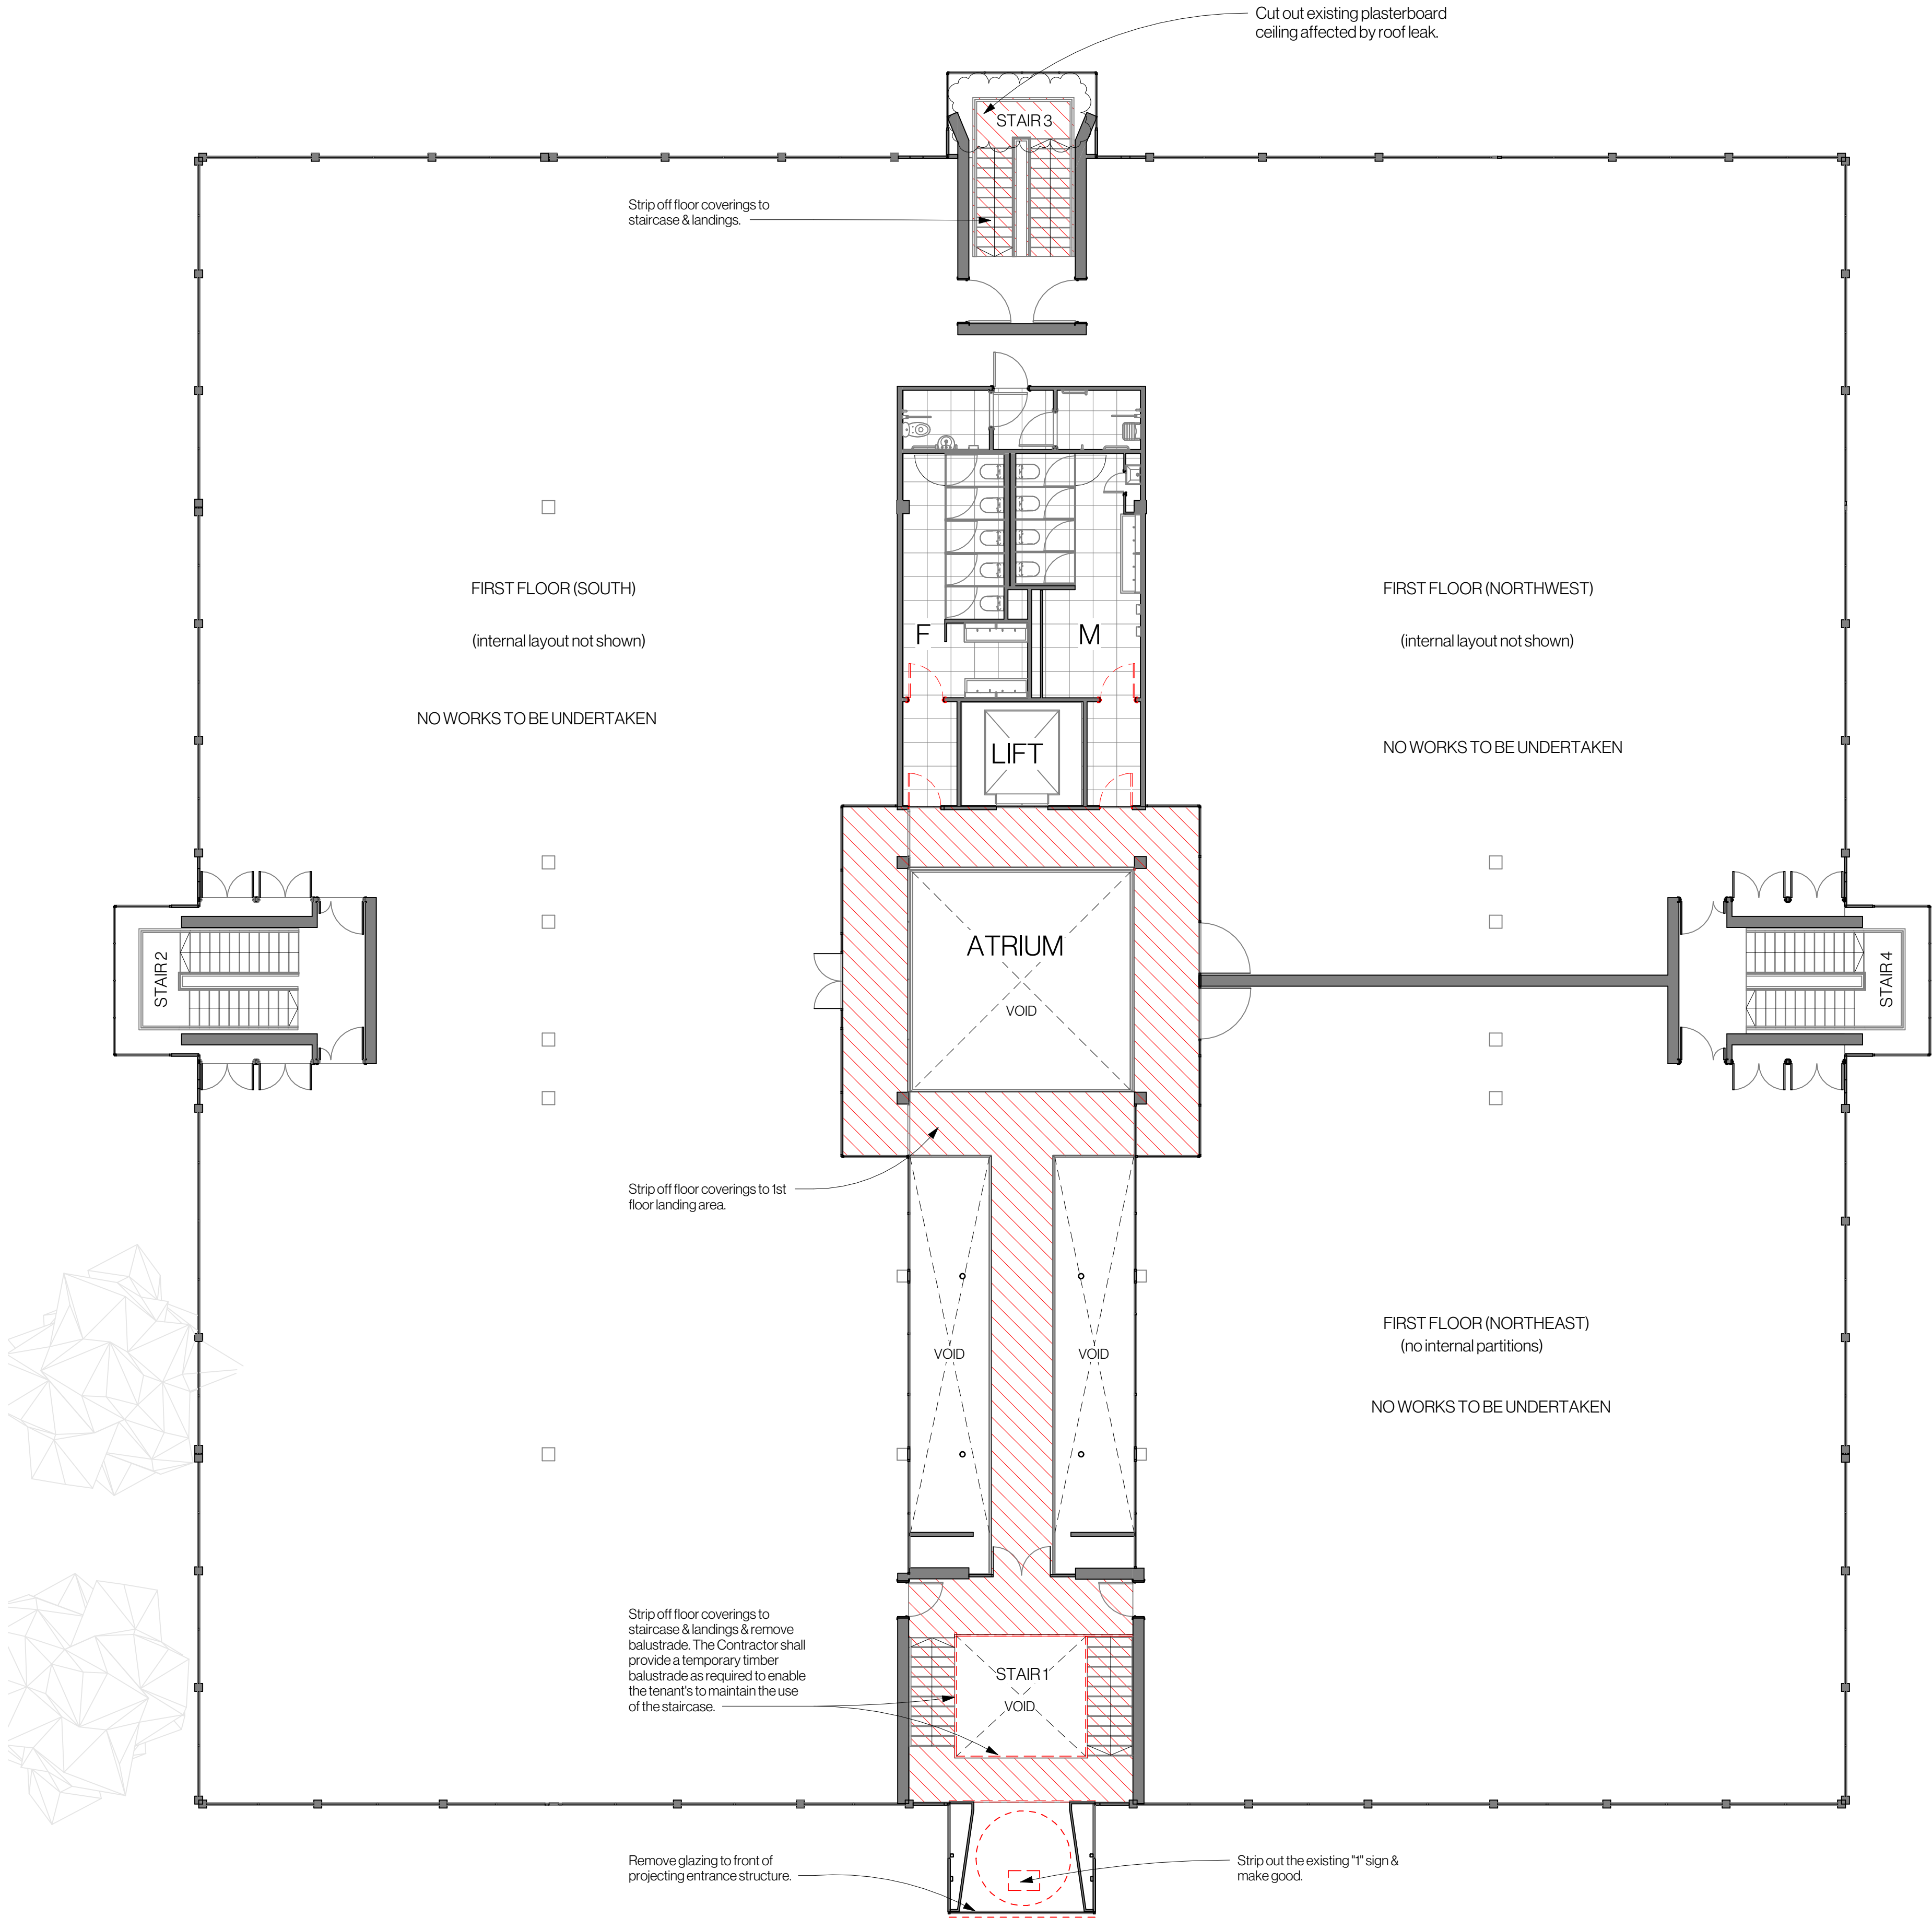 Cut out existing plasterboard
ceiling affected by roof leak.
STAIR 3
Strip off floor coverings to
staircase & landings.
FIRST FLOOR (SOUTH)
(internal layout not shown)
NO WORKS TO BE UNDERTAKEN
FIRST FLOOR (NORTHWEST)
(internal layout not shown)
NO WORKS TO BE UNDERTAKEN
F
M
LIFT
STAIR 2
ATRIUM
VOID
STAIR 4
Strip off floor coverings to 1st
floor landing area.
VOID
VOID
FIRST FLOOR (NORTHEAST)
(no internal partitions)
NO WORKS TO BE UNDERTAKEN
Strip off floor coverings to
staircase & landings & remove
balustrade. The Contractor shall
provide a temporary timber
balustrade as required to enable
the tenant's to maintain the use
of the staircase.
STAIR 1
VOID
Remove glazing to front of
projecting entrance structure.
Strip out the existing "1" sign &
make good.